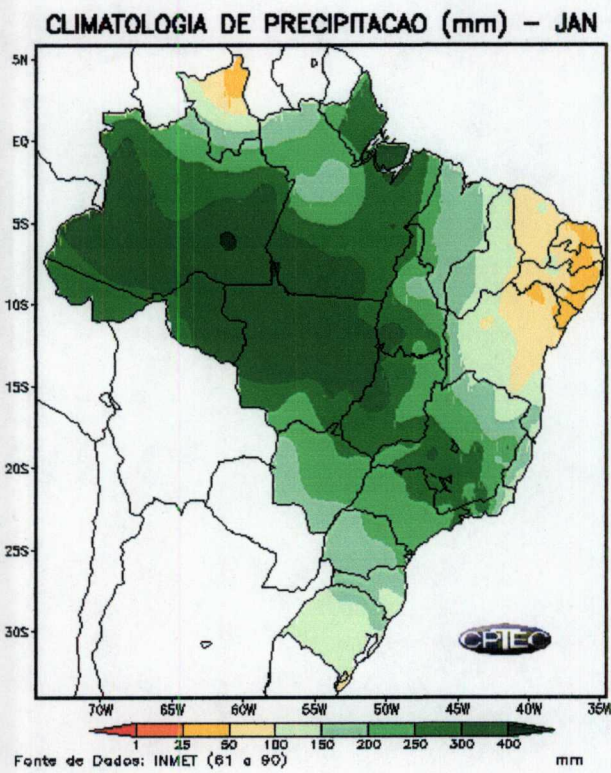 CLIMATOLOGIA DE PRECIPITACAO (mm) – JAN
5N
EQ
5S
10S
15S
20S
25S
30S
CPTEC
70W 65W 60W 55W 50W 45W 40W 35W
1 25 50 100 150 200 250 300 400
Fonte de Dados: INMET (61 a 90) mm